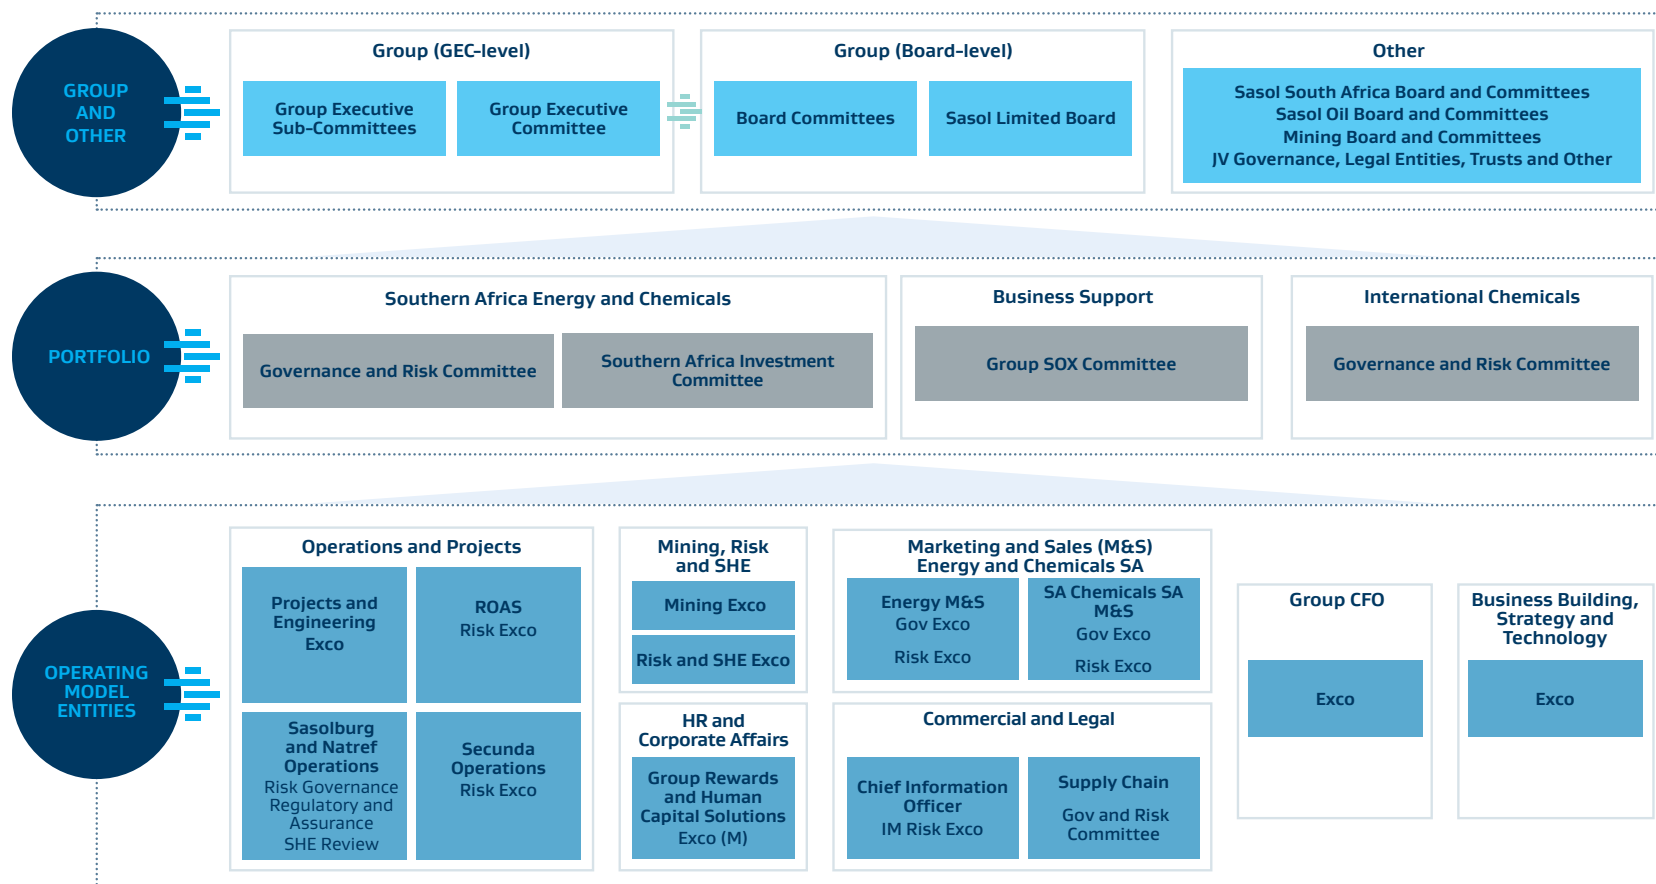 GROUP
AND
OTHER
Group (GEC-level)
Group Executive
Sub-Committees
Group Executive
Committee
Group (Board-level)
Board Committees
Sasol Limited Board
Other
Sasol South Africa Board and Committees
Sasol Oil Board and Committees
Mining Board and Committees
JV Governance, Legal Entities, Trusts and Other
PORTFOLIO
Southern Africa Energy and Chemicals
Governance and Risk Committee
Southern Africa Investment
Committee
Business Support
Group SOX Committee
International Chemicals
Governance and Risk Committee
OPERATING
MODEL
ENTITIES
Operations and Projects
Projects and
Engineering
Exco
ROAS
Risk Exco
Sasolburg
and Natref
Operations
Risk Governance
Regulatory and
Assurance
SHE Review
Secunda
Operations
Risk Exco
Mining, Risk
and SHE
Mining Exco
Risk and SHE Exco
HR and
Corporate Affairs
Group Rewards
and Human
Capital Solutions
Exco (M)
Marketing and Sales (M&S)
Energy and Chemicals SA
Energy M&S
Gov Exco
Risk Exco
SA Chemicals SA
M&S
Gov Exco
Risk Exco
Commercial and Legal
Chief Information
Officer
IM Risk Exco
Supply Chain
Gov and Risk
Committee
Group CFO
Exco
Business Building,
Strategy and
Technology
Exco